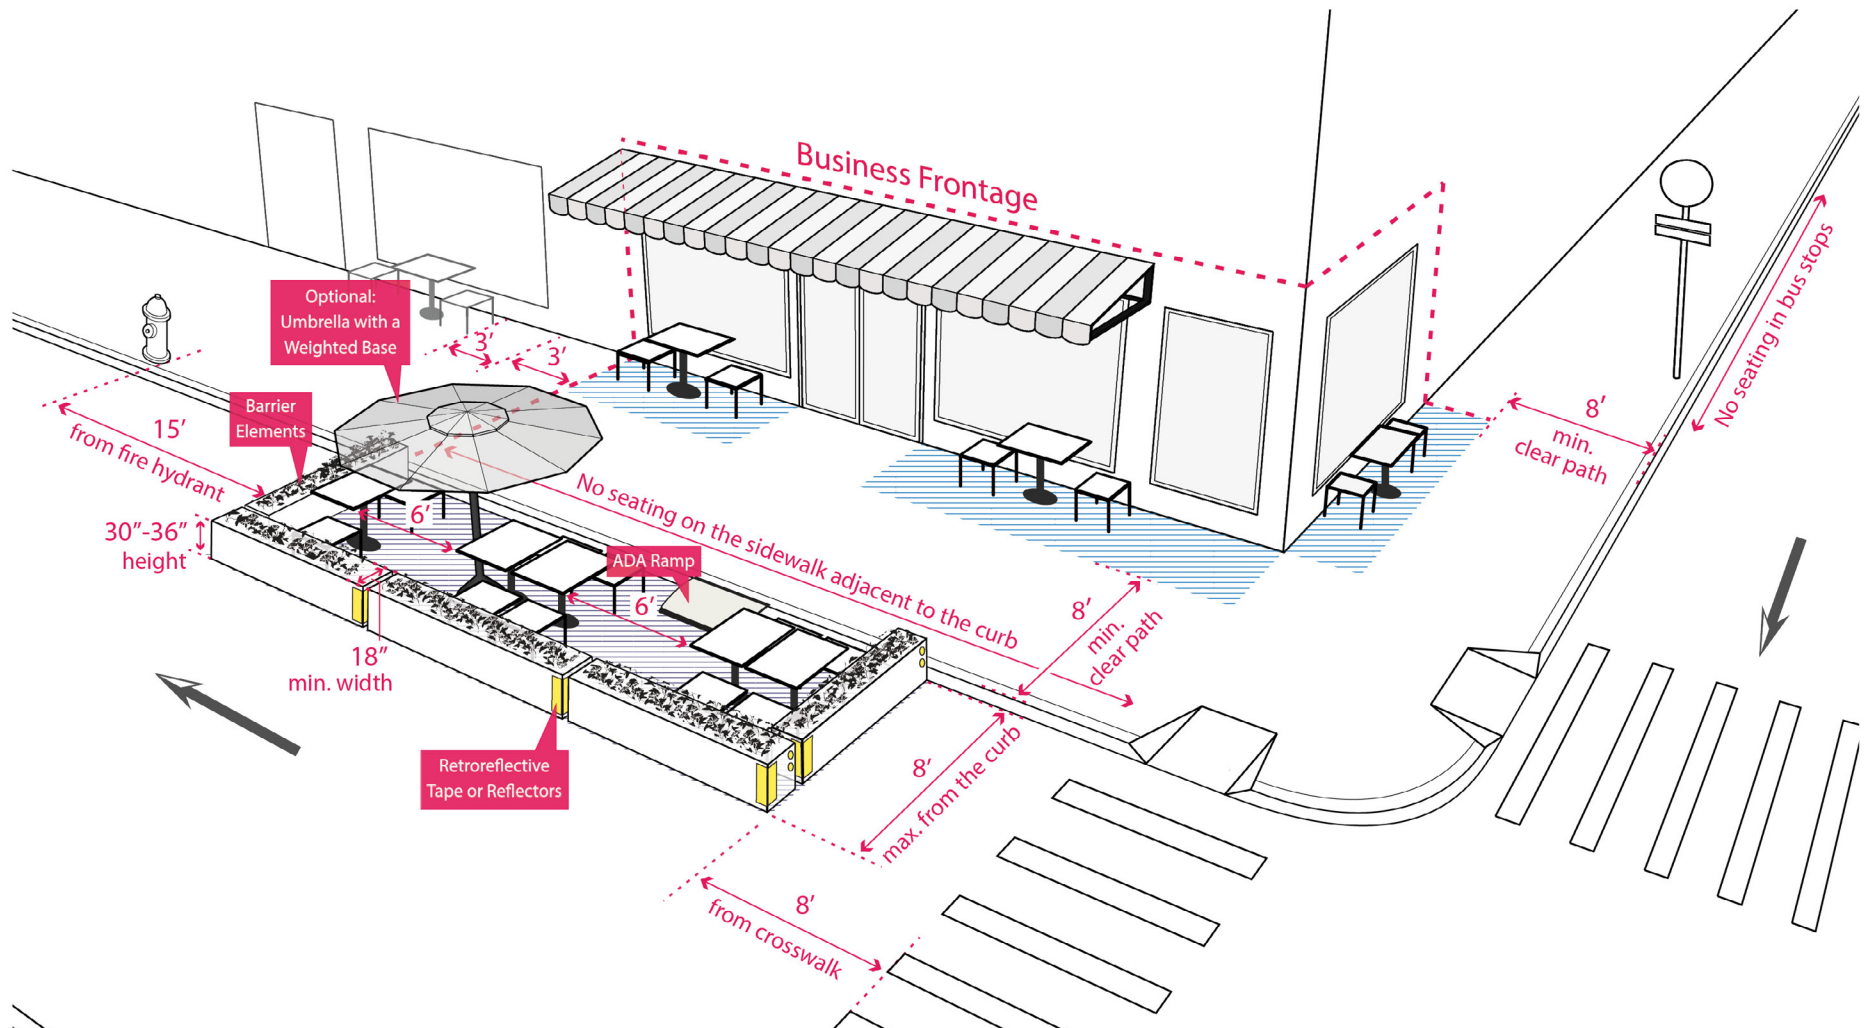 Business Frontage
Optional:
Umbrella with a
Weighted Base
3’
3’
No seating in bus stops
8’
min.
clear path
Barrier
Elements
15’
from fire hydrant
30”-36”
height
6’
No seating on the sidewalk adjacent to the curb
ADA Ramp
6’
8’
min.
clear path
18”
min. width
Retroreflective
Tape or Reflectors
8’
max. from the curb
8’
from crosswalk